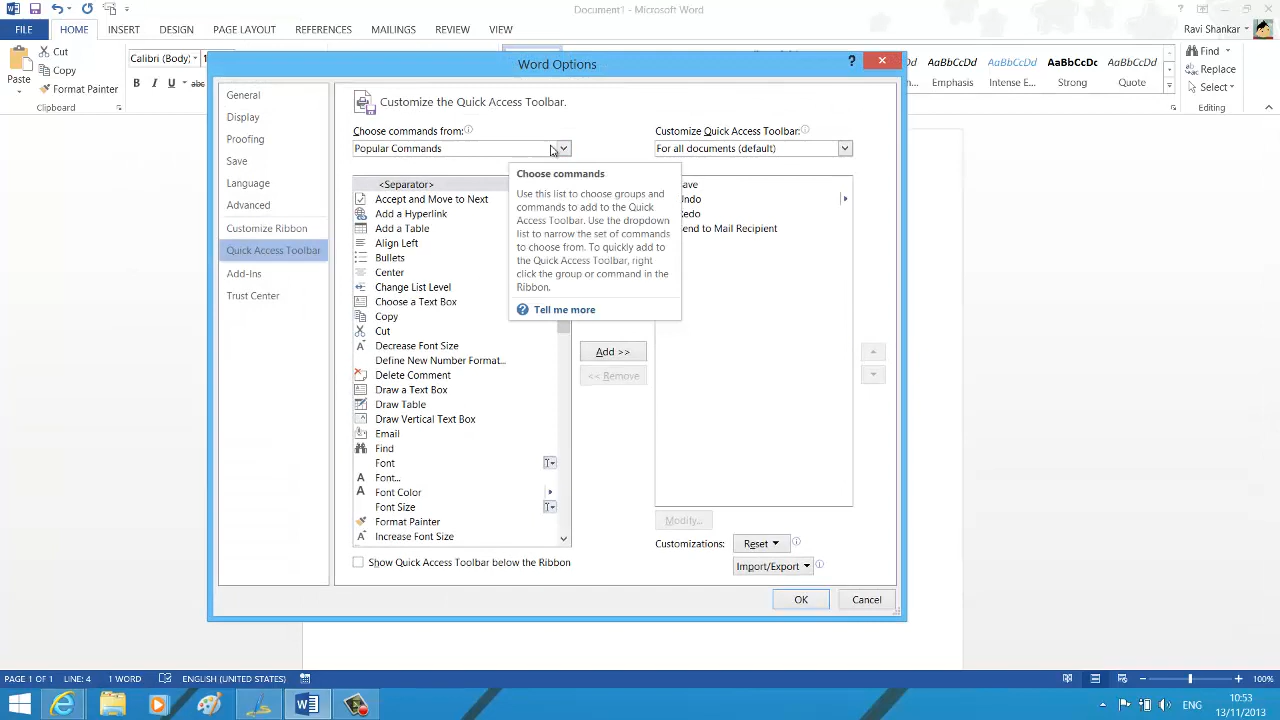 Document1 - Microsoft Word
FILE HOME INSERT DESIGN PAGE LAYOUT REFERENCES MAILINGS REVIEW VIEW Ravi Shankar
Paste
Cut
Copy
Format Painter
Clipboard
Calibri (Body)
B I U abc
AaBbCcDd AaBbCcDd AaBbCcDc AaBbCcDd
Emphasis Intense E... Strong Quote
Find
Replace
Select
Editing
Word Options
General
Display
Proofing
Save
Language
Advanced
Customize Ribbon
Quick Access Toolbar
Add-Ins
Trust Center
Customize the Quick Access Toolbar.
Choose commands from:
Popular Commands
<Separator>
Accept and Move to Next
Add a Hyperlink
Add a Table
Align Left
Bullets
Center
Change List Level
Choose a Text Box
Copy
Cut
Decrease Font Size
Define New Number Format...
Delete Comment
Draw a Text Box
Draw Table
Draw Vertical Text Box
Email
Find
Font
Font...
Font Color
Font Size
Format Painter
Increase Font Size
Show Quick Access Toolbar below the Ribbon
Choose commands
Use this list to choose groups and
commands to add to the Quick
Access Toolbar. Use the dropdown
list to narrow the set of commands
to choose from. To quickly add to
the Quick Access Toolbar, right
click the group or command in the
Ribbon.
Tell me more
Add >>
<< Remove
Customize Quick Access Toolbar:
For all documents (default)
ave
ndo
edo
end to Mail Recipient
Modify...
Customizations: Reset
Import/Export
OK Cancel
PAGE 1 OF 1 LINE: 4 1 WORD ENGLISH (UNITED STATES) 100%
ENG
10:53
13/11/2013